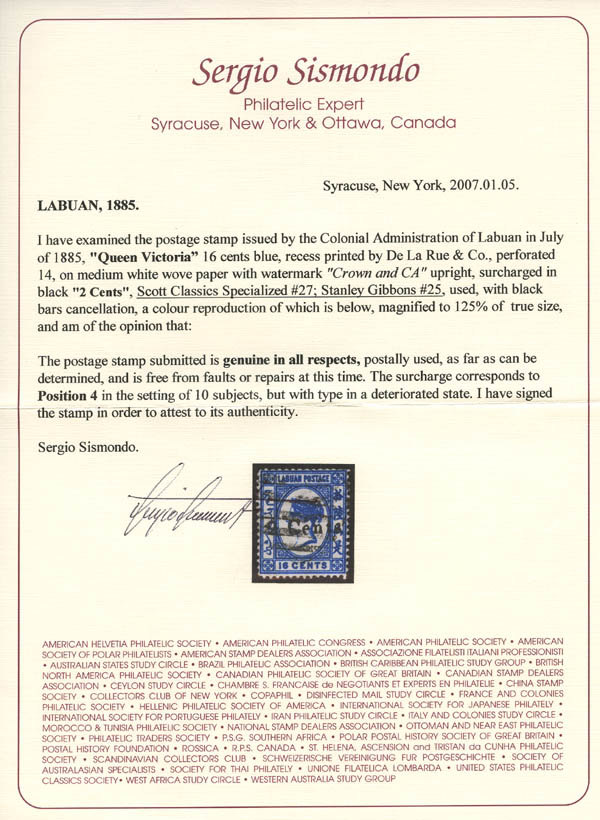 Sergio Sismondo
Philatelic Expert
Syracuse, New York & Ottawa, Canada
Syracuse, New York, 2007.01.05.
LABUAN, 1885.
I have examined the postage stamp issued by the Colonial Administration of Labuan in July
of 1885, "Queen Victoria" 16 cents blue, recess printed by De La Rue & Co., perforated
14, on medium white wove paper with watermark "Crown and CA" upright, surcharged in
black "2 Cents", Scott Classics Specialized #27; Stanley Gibbons #25, used, with black
bars cancellation, a colour reproduction of which is below, magnified to 125% of true size,
and am of the opinion that:
The postage stamp submitted is genuine in all respects, postally used, as far as can be
determined, and is free from faults or repairs at this time. The surcharge corresponds to
Position 4 in the setting of 10 subjects, but with type in a deteriorated state. I have signed
the stamp in order to attest to its authenticity.
Sergio Sismondo.
LABUAN POSTAGE
2 Cents
16 CENTS
AMERICAN HELVETIA PHILATELIC SOCIETY • AMERICAN PHILATELIC CONGRESS • AMERICAN PHILATELIC SOCIETY • AMERICAN
SOCIETY OF POLAR PHILATELISTS • AMERICAN STAMP DEALERS ASSOCIATION • ASSOCIAZIONE FILATELISTI ITALIANI PROFESSIONISTI
• AUSTRALIAN STATES STUDY CIRCLE • BRAZIL PHILATELIC ASSOCIATION • BRITISH CARIBBEAN PHILATELIC STUDY GROUP • BRITISH
NORTH AMERICA PHILATELIC SOCIETY • CANADIAN PHILATELIC SOCIETY OF GREAT BRITAIN • CANADIAN STAMP DEALERS
ASSOCIATION • CEYLON STUDY CIRCLE • CHAMBRE S. FRANCAISE de NEGOTIANTS ET EXPERTS EN PHILATELIE • CHINA STAMP
SOCIETY • COLLECTORS CLUB OF NEW YORK • COPAPHIL • DISINFECTED MAIL STUDY CIRCLE • FRANCE AND COLONIES
PHILATELIC SOCIETY • HELLENIC PHILATELIC SOCIETY OF AMERICA • INTERNATIONAL SOCIETY FOR JAPANESE PHILATELY •
INTERNATIONAL SOCIETY FOR PORTUGUESE PHILATELY • IRAN PHILATELIC STUDY CIRCLE • ITALY AND COLONIES STUDY CIRCLE •
MOROCCO & TUNISIA PHILATELIC SOCIETY • NATIONAL STAMP DEALERS ASSOCIATION • OTTOMAN AND NEAR EAST PHILATELIC
SOCIETY • PHILATELIC TRADERS SOCIETY • P.S.G. SOUTHERN AFRICA • POLAR POSTAL HISTORY SOCIETY OF GREAT BRITAIN •
POSTAL HISTORY FOUNDATION • ROSSICA • R.P.S. CANADA • ST. HELENA, ASCENSION and TRISTAN da CUNHA PHILATELIC
SOCIETY • SCANDINAVIAN COLLECTORS CLUB • SCHWEIZERISCHE VEREINIGUNG FUR POSTGESCHICHTE • SOCIETY OF
AUSTRALASIAN SPECIALISTS • SOCIETY FOR THAI PHILATELY • UNIONE FILATELICA LOMBARDA • UNITED STATES PHILATELIC
CLASSICS SOCIETY• WEST AFRICA STUDY CIRCLE • WESTERN AUSTRALIA STUDY GROUP